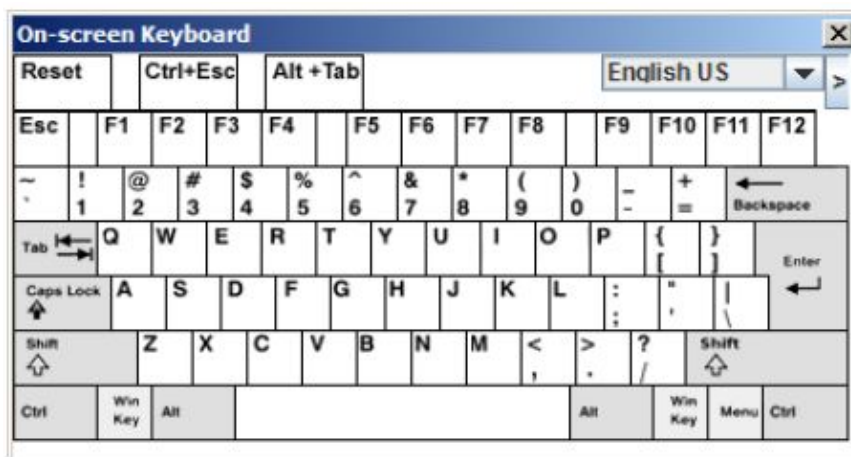 On-screen Keyboard
Reset Ctrl+Esc Alt +Tab English US >
Esc F1 F2 F3 F4 F5 F6 F7 F8 F9 F10 F11 F12
~ ! @ # $ % ^ & * ( ) _ +
` 1 2 3 4 5 6 7 8 9 0 - = Backspace
Tab Q W E R T Y U I O P { }
[ ] Enter
Caps Lock A S D F G H J K L : " |
; ' \
Shift Z X C V B N M < > ? Shift
, . /
Ctrl Win Key Alt Alt Win Key Menu Ctrl